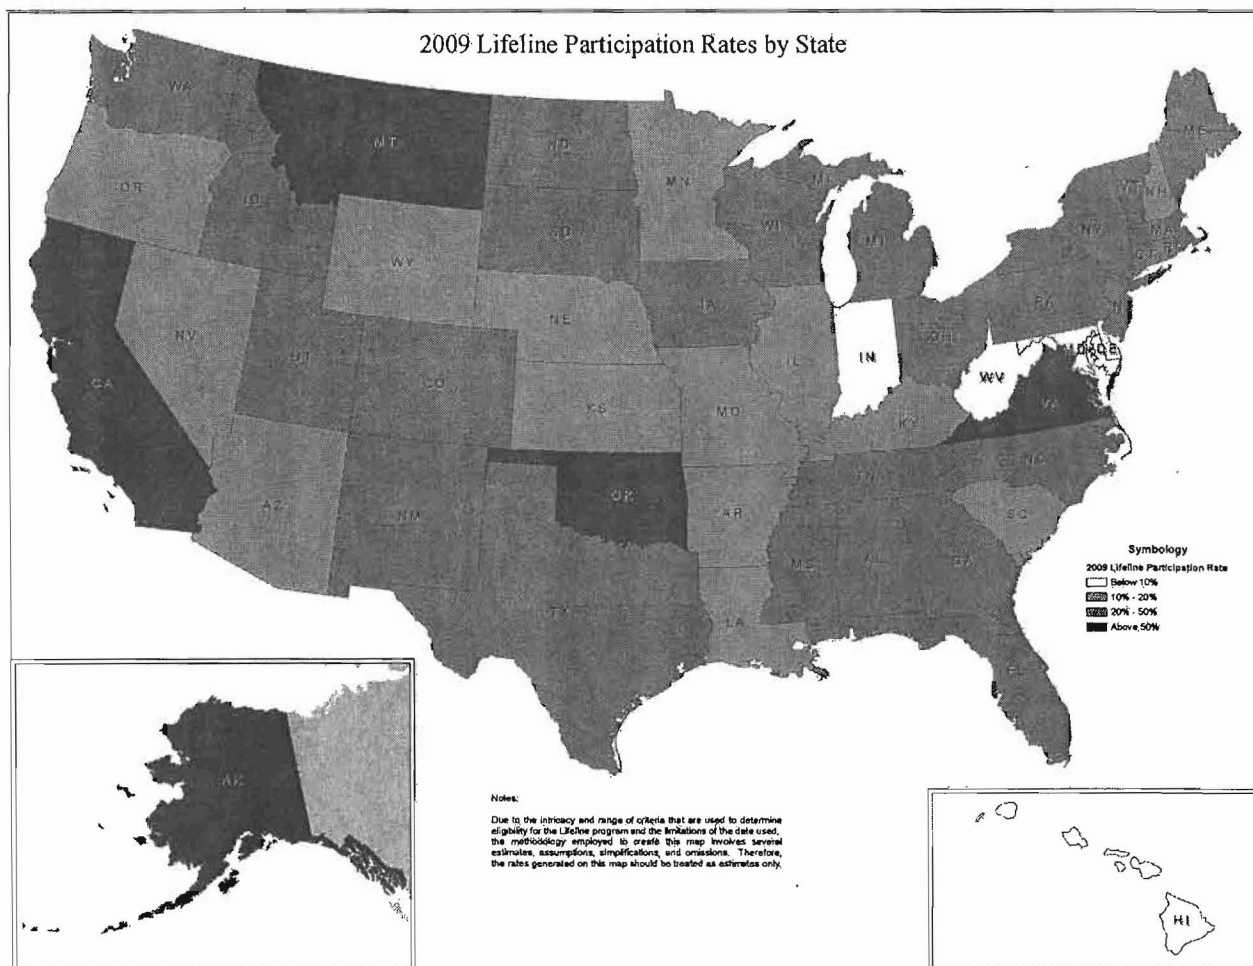 2009 Lifeline Participation Rates by State
WA
MT
ND
MN
ME
OR
ID
SD
WI
MI
MI
VT
NH
NY
MA
CT
RI
WY
IA
PA
NJ
NE
NV
UT
CO
IL
IN
OH
MD
DE
CA
KS
MO
WV
VA
KY
NC
AZ
NM
OK
AR
TN
SC
MS
AL
GA
TX
LA
FL
Symbology
2009 Lifeline Participation Rate
Below 10%
10% - 20%
20% - 50%
Above 50%
AK
Notes:
Due to the intricacy and range of criteria that are used to determine
eligibility for the Lifeline program and the limitations of the data used,
the methodology employed to create this map involves several
estimates, assumptions, simplifications, and omissions. Therefore,
the rates generated on this map should be treated as estimates only.
HI